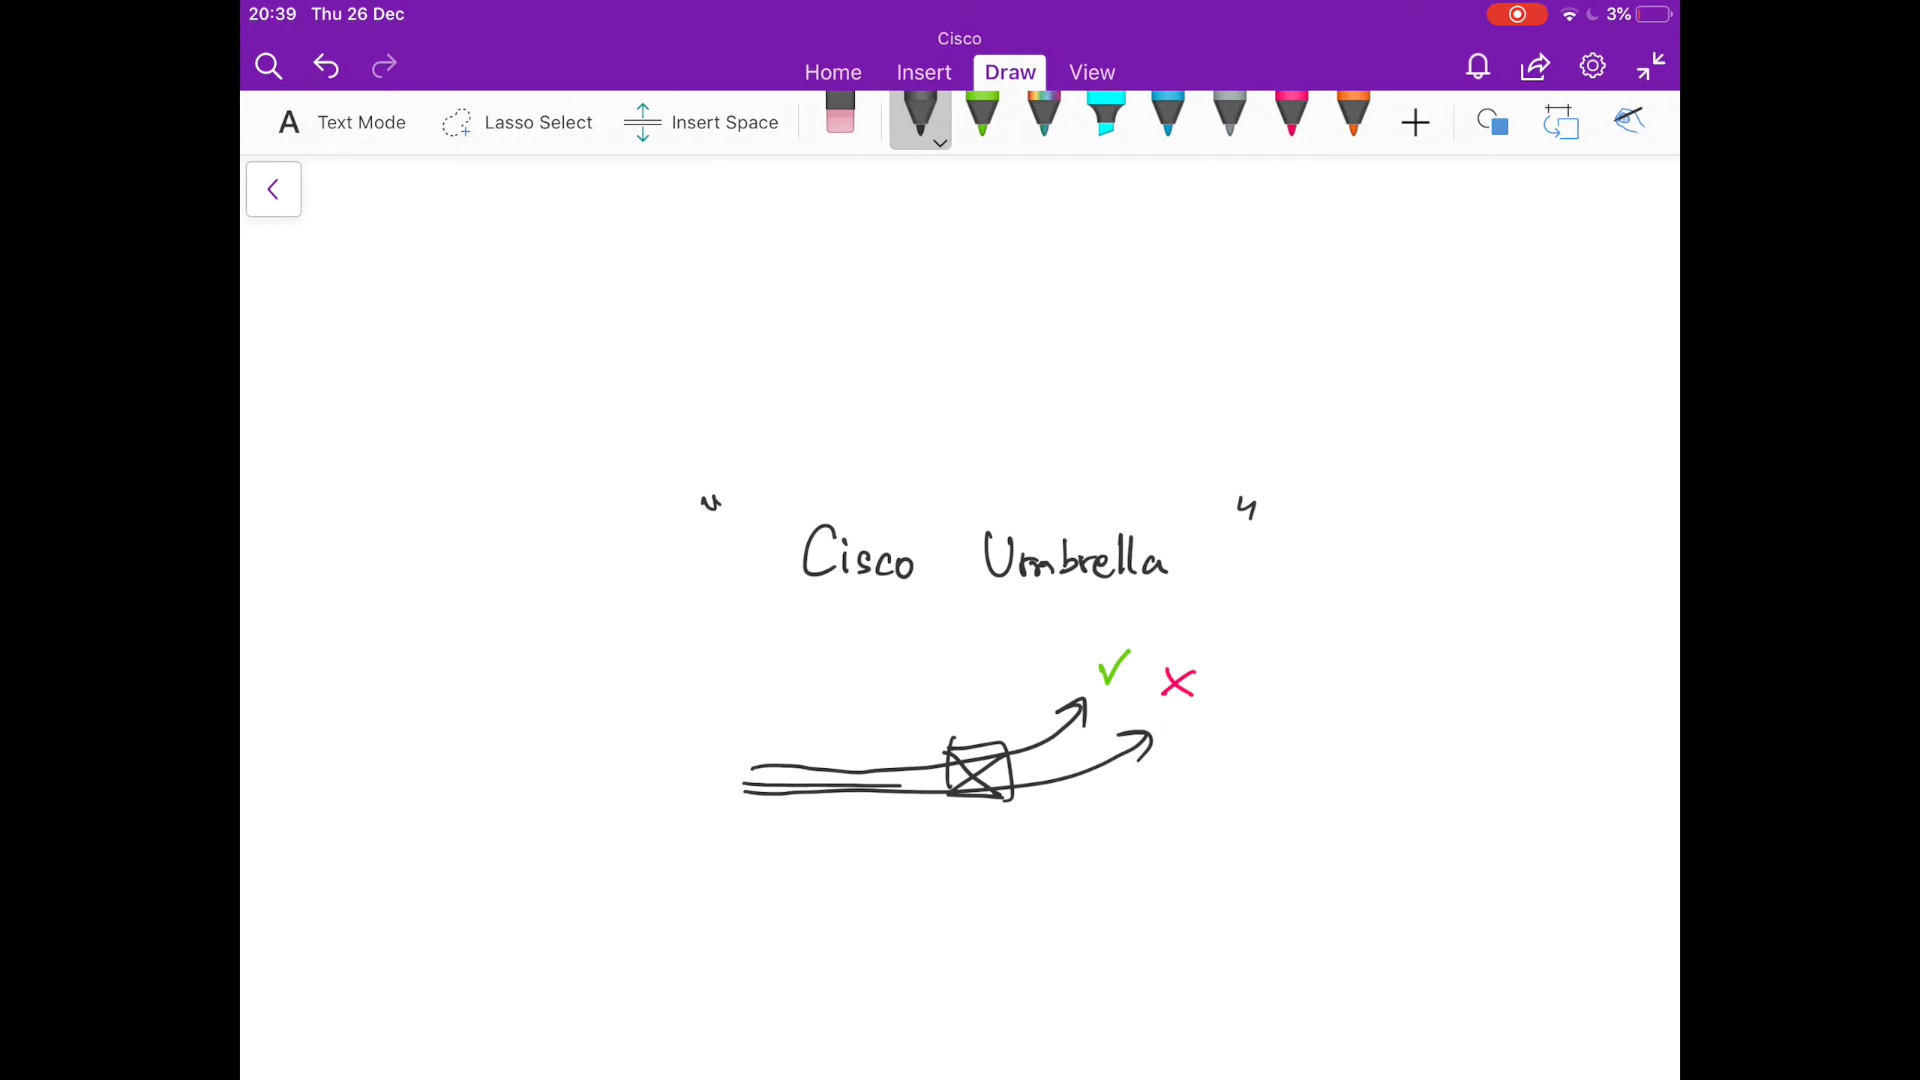 20:39 Thu 26 Dec 3%
Cisco
Home Insert Draw View
A Text Mode Lasso Select Insert Space
" Cisco Umbrella "